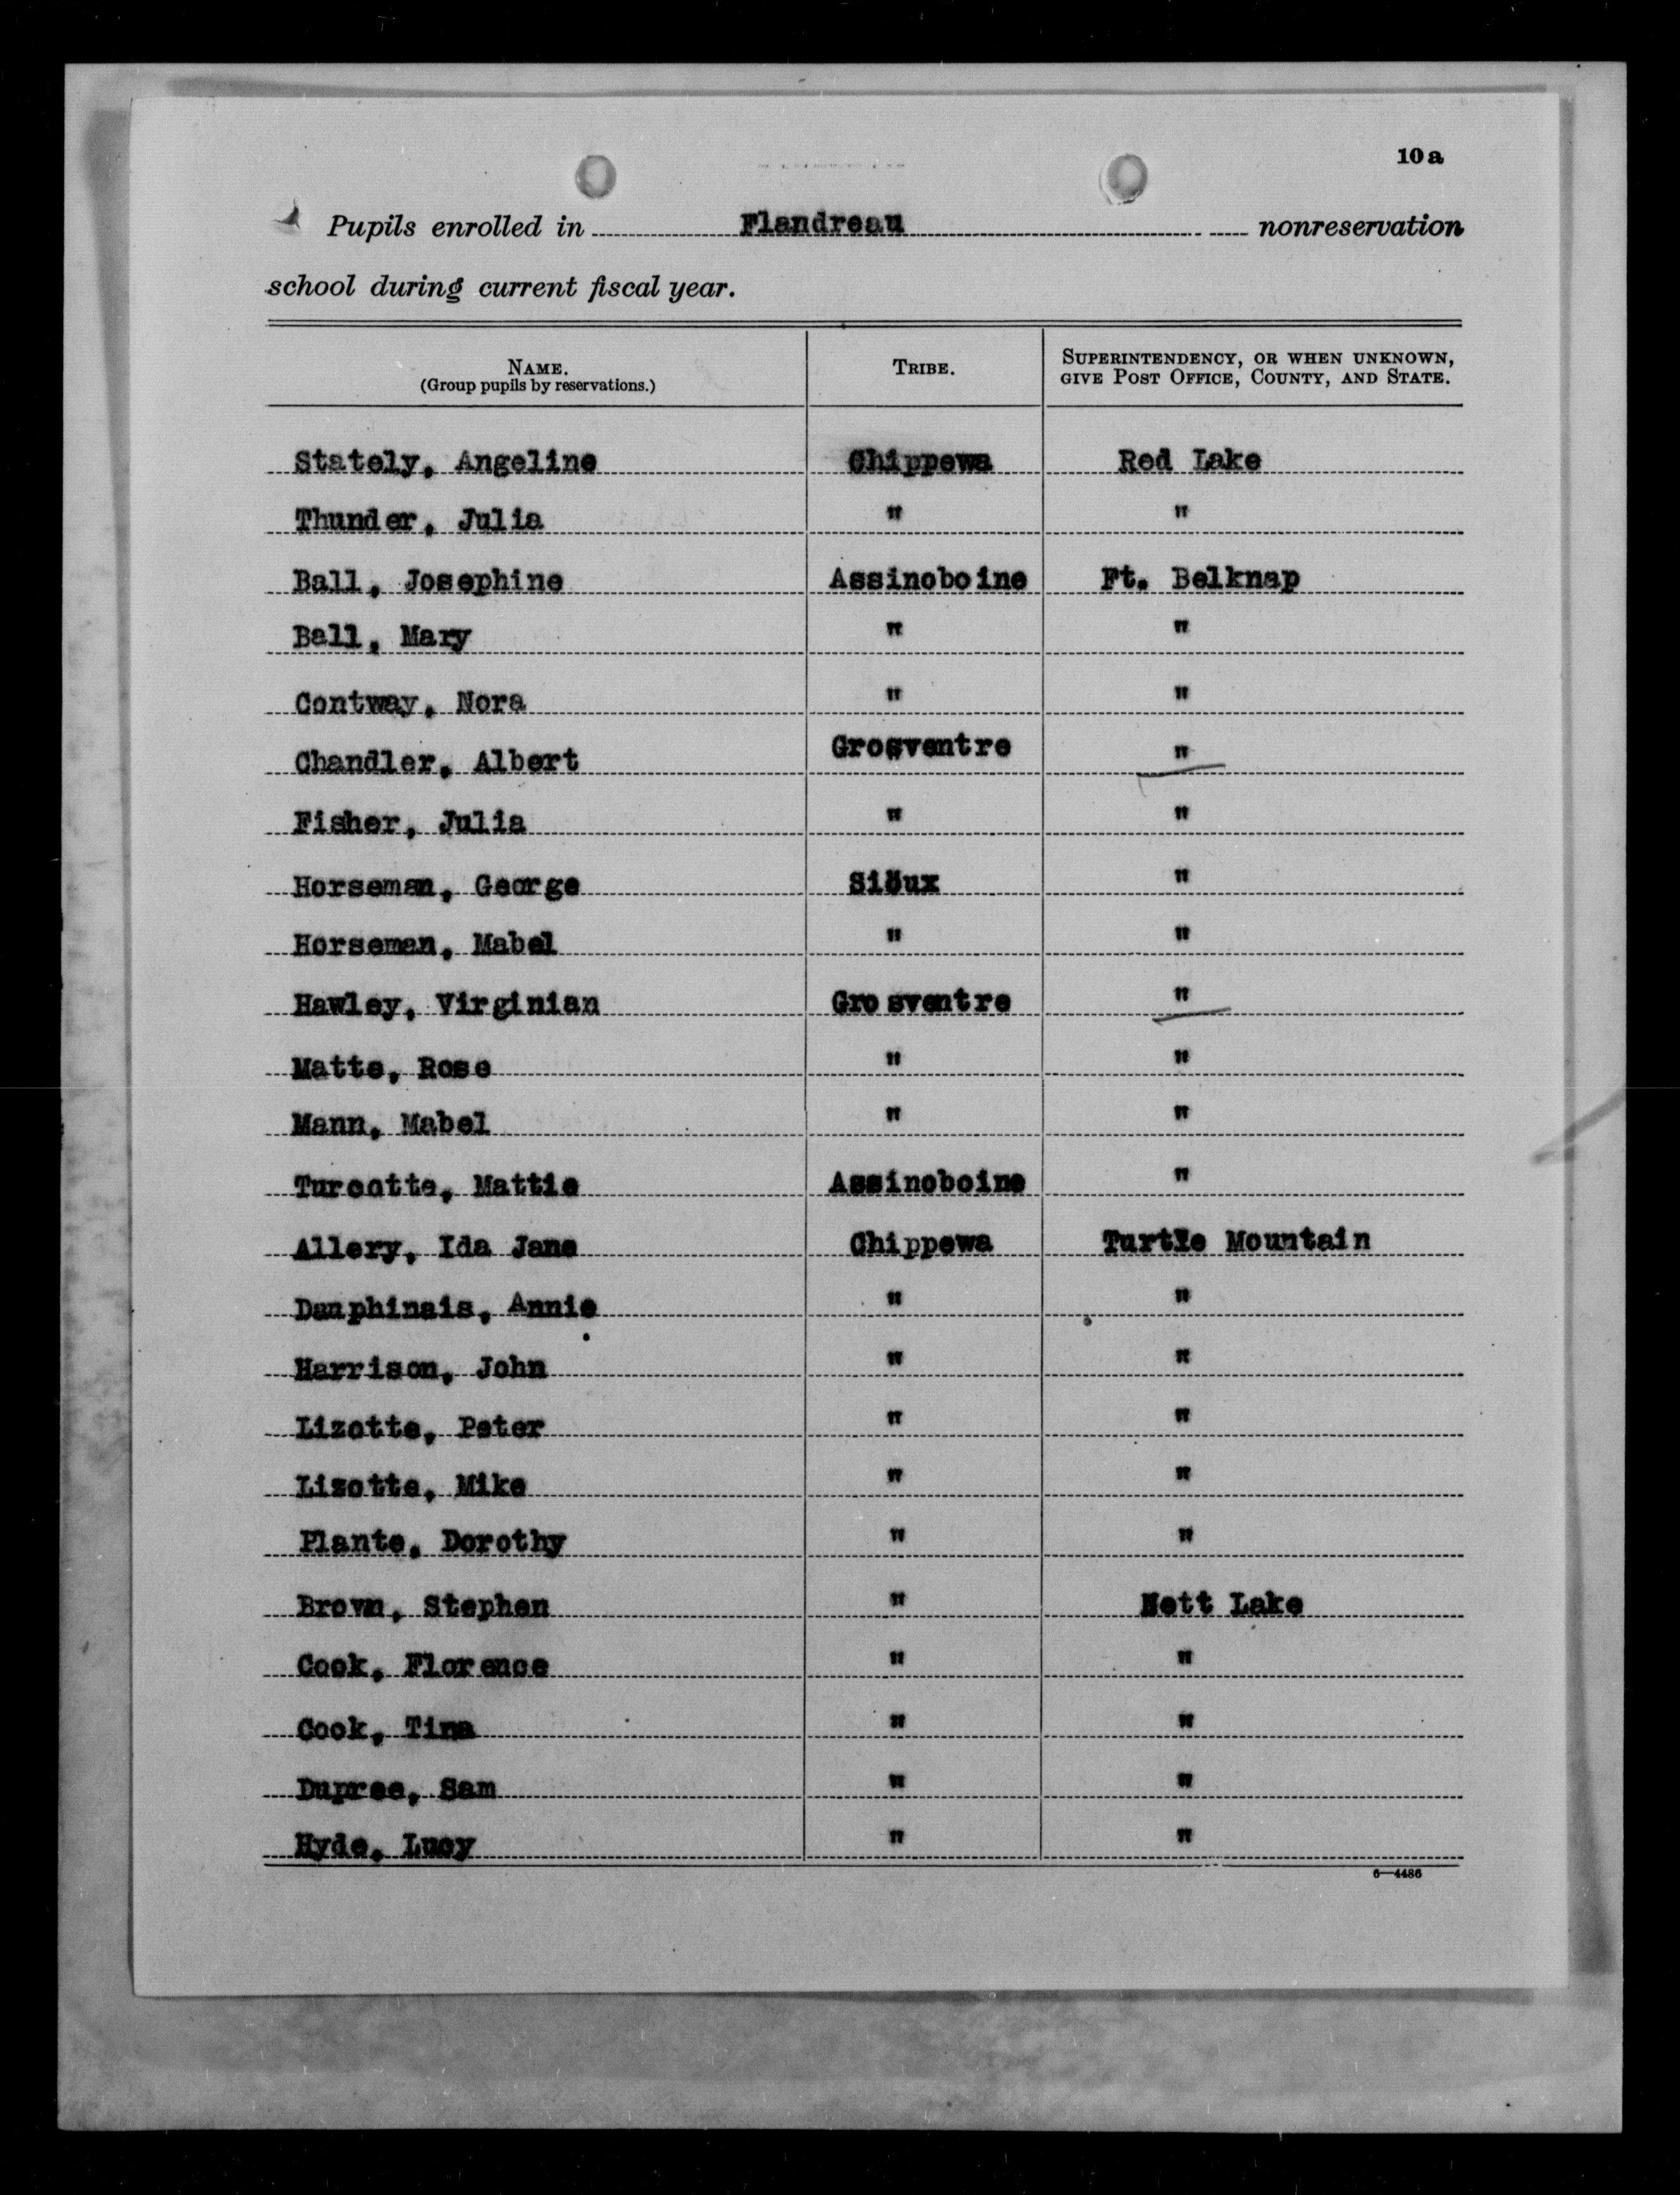 10a
Pupils enrolled in Flandreau nonreservation
school during current fiscal year.
NAME. TRIBE. SUPERINTENDENCY, OR WHEN UNKNOWN,
(Group pupils by reservations.) GIVE POST OFFICE, COUNTY, AND STATE.
Stately, Angeline Chippewa Red Lake
Thunder, Julia " "
Ball, Josephine Assinoboine Ft. Belknap
Ball, Mary " "
Contway, Nora " "
Chandler, Albert Grosventre "
Fisher, Julia " "
Horseman, George Sioux "
Horseman, Mabel " "
Hawley, Virginian Grosventre "
Matte, Rose " "
Mann, Mabel " "
Turcotte, Mattie Assinoboine "
Allery, Ida Jane Chippewa Turtle Mountain
Dauphinais, Annie " "
Harrison, John " "
Lizotte, Peter " "
Lizotte, Mike " "
Plante, Dorothy " "
Brown, Stephen " Nett Lake
Cook, Florence " "
Cook, Tina " "
Dupree, Sam " "
Hyde, Lucy " "
6—4486